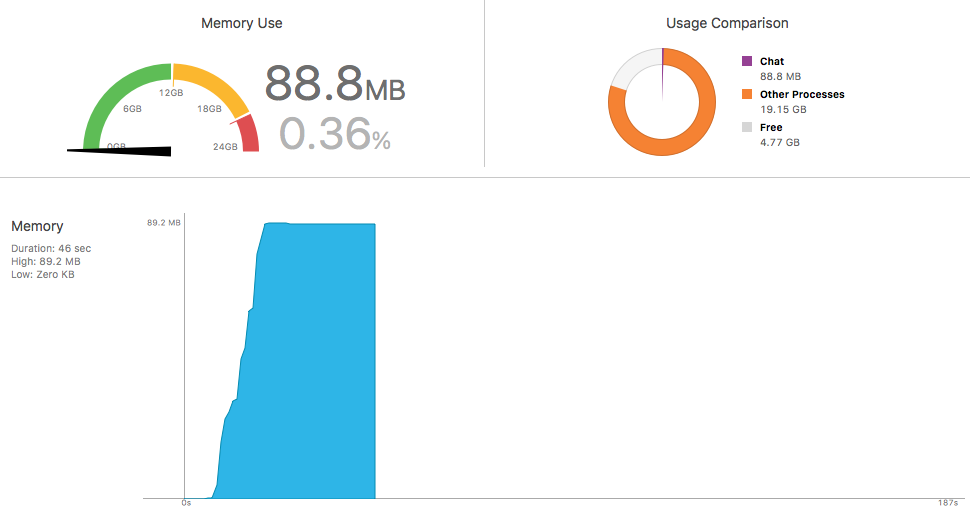 Memory Use
0GB
6GB
12GB
18GB
24GB
88.8MB
0.36%
Usage Comparison
Chat
88.8 MB
Other Processes
19.15 GB
Free
4.77 GB
Memory
Duration: 46 sec
High: 89.2 MB
Low: Zero KB
89.2 MB
0s
187s